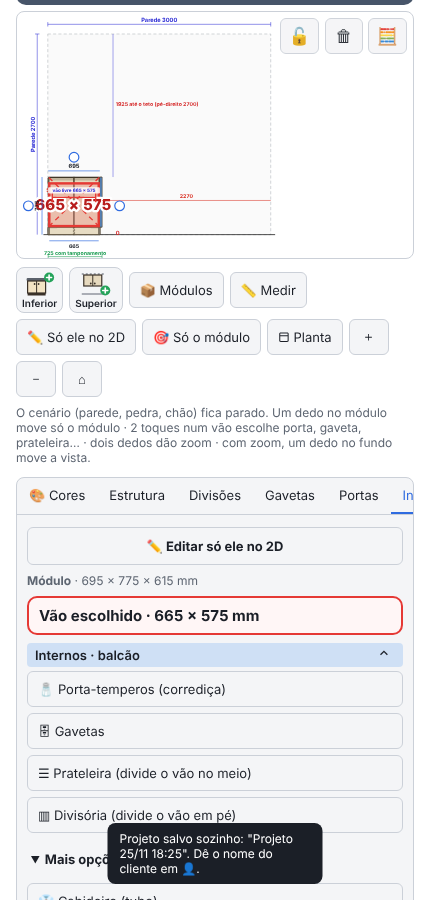 Parede 3000
Parede 2700
1925 até o teto (pé-direito 2700)
695
vão livre 665 x 575
665 × 575
2270
0
665
725 com tamponamento
Inferior
Superior
📦 Módulos
📏 Medir
✏️ Só ele no 2D
🎯 Só o módulo
Planta
+
−
⌂
O cenário (parede, pedra, chão) fica parado. Um dedo no módulo
move só o módulo · 2 toques num vão escolhe porta, gaveta,
prateleira... · dois dedos dão zoom · com zoom, um dedo no fundo
move a vista.
🎨 Cores Estrutura Divisões Gavetas Portas In
✏️ Editar só ele no 2D
Módulo · 695 × 775 × 615 mm
Vão escolhido · 665 × 575 mm
Internos · balcão
🧂 Porta-temperos (corrediça)
🗄 Gavetas
☰ Prateleira (divide o vão no meio)
▥ Divisória (divide o vão em pé)
▼ Mais opçõ
Projeto salvo sozinho: "Projeto
25/11 18:25". Dê o nome do
cliente em 👤.